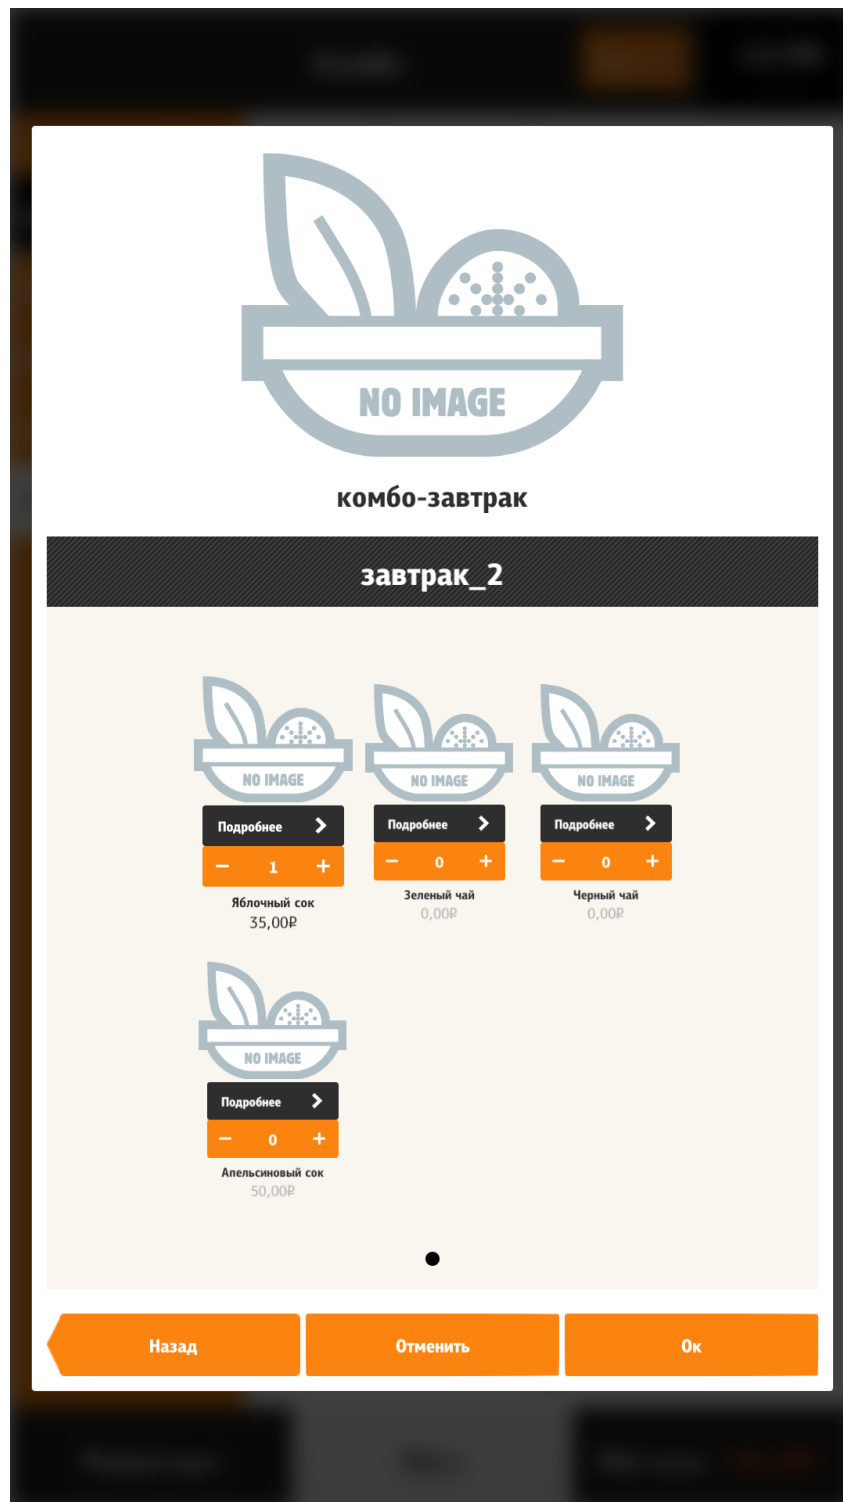 NO IMAGE
комбо-завтрак
завтрак_2
NO IMAGE NO IMAGE NO IMAGE
Подробнее Подробнее Подробнее
− 1 + − 0 + − 0 +
Яблочный сок Зеленый чай Черный чай
35,00₽ 0,00₽ 0,00₽
NO IMAGE
Подробнее
− 0 +
Апельсиновый сок
50,00₽
Назад Отменить Ок